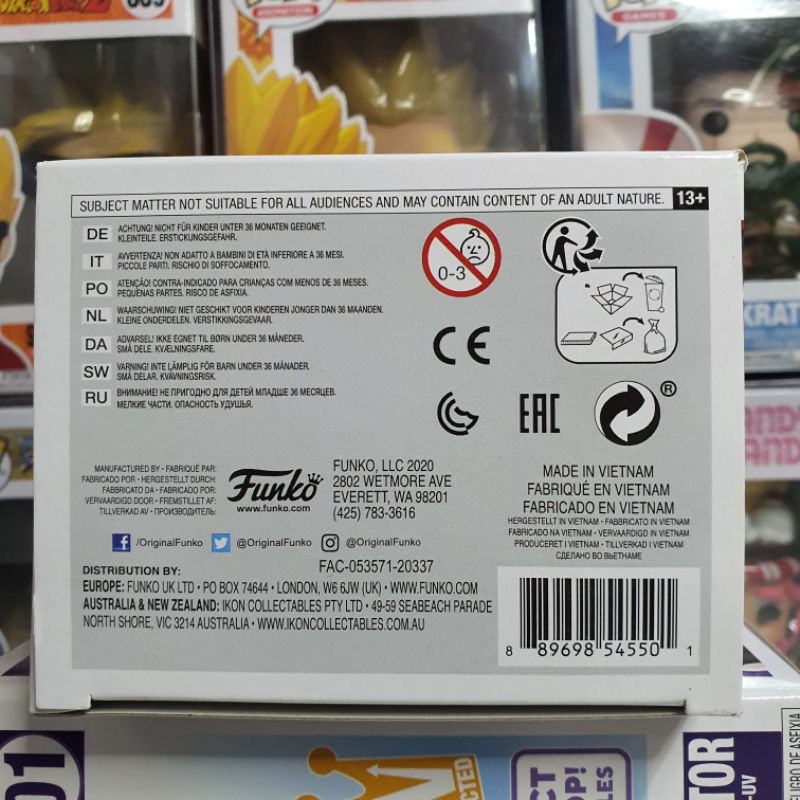 ANIMATION
GAMES
SUBJECT MATTER NOT SUITABLE FOR ALL AUDIENCES AND MAY CONTAIN CONTENT OF AN ADULT NATURE. 13+
DE ACHTUNG! NICHT FÜR KINDER UNTER 36 MONATEN GEEIGNET.
KLEINTEILE. ERSTICKUNGSGEFAHR.
IT AVVERTENZA! NON ADATTO A BAMBINI DI ETÀ INFERIORE A 36 MESI.
PICCOLE PARTI. RISCHIO DI SOFFOCAMENTO.
PO ATENÇÃO! CONTRA-INDICADO PARA CRIANÇAS COM MENOS DE 36 MESES.
PEQUENAS PARTES. RISCO DE ASFIXIA.
NL WAARSCHUWING! NIET GESCHIKT VOOR KINDEREN JONGER DAN 36 MAANDEN.
KLEINE ONDERDELEN. VERSTIKKINGSGEVAAR.
DA ADVARSEL! IKKE EGNET TIL BØRN UNDER 36 MÅNEDER.
SMÅ DELE. KVÆLNINGSFARE.
SW VARNING! INTE LÄMPLIG FÖR BARN UNDER 36 MÅNADER.
SMÅ DELAR. KVÄVNINGSRISK.
RU ВНИМАНИЕ! НЕ ПРИГОДНО ДЛЯ ДЕТЕЙ МЛАДШЕ 36 МЕСЯЦЕВ.
МЕЛКИЕ ЧАСТИ. ОПАСНОСТЬ УДУШЬЯ.
0-3
CE
EAC
®
MANUFACTURED BY • FABRIQUÉ PAR:
FABRICADO POR • HERGESTELLT DURCH:
FABBRICATO DA • FABRICADO POR:
VERVAARDIGD DOOR • FREMSTILLET AF:
TILLVERKAD AV • ПРОИЗВОДИТЕЛЬ:
Funko
www.funko.com
FUNKO, LLC 2020
2802 WETMORE AVE
EVERETT, WA 98201
(425) 783-3616
MADE IN VIETNAM
FABRIQUÉ EN VIETNAM
FABRICADO EN VIETNAM
HERGESTELLT IN VIETNAM • FABBRICATO IN VIETNAM
FABRICADO NA VIETNAM • VERVAARDIGD IN VIETNAM
PRODUCERET I VIETNAM • TILLVERKAD I VIETNAM
СДЕЛАНО ВО ВЬЕТНАМЕ
f /OriginalFunko @OriginalFunko @OriginalFunko
FAC-053571-20337
DISTRIBUTION BY:
EUROPE: FUNKO UK LTD • PO BOX 74644 • LONDON, W6 6JW (UK) • WWW.FUNKO.COM
AUSTRALIA & NEW ZEALAND: IKON COLLECTABLES PTY LTD • 49-59 SEABEACH PARADE
NORTH SHORE, VIC 3214 AUSTRALIA • WWW.IKONCOLLECTABLES.COM.AU
8 89698 54550 1
KRAT
01
CTED
CT
OP!
LES
TOR
-UV